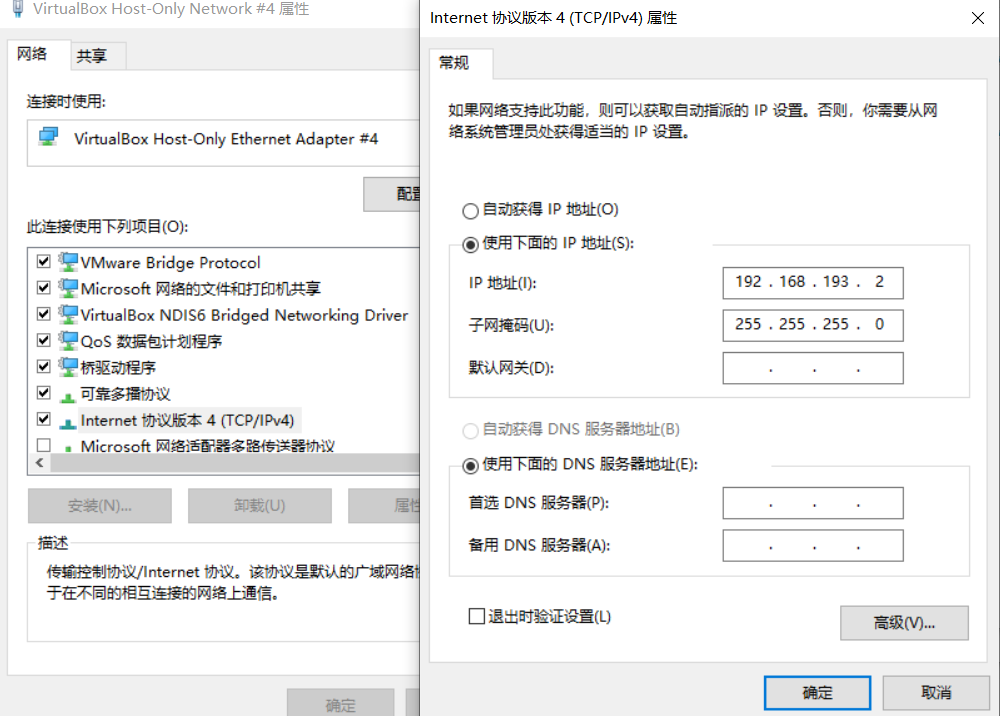 VirtualBox Host-Only Network #4 属性
网络
共享
连接时使用:
VirtualBox Host-Only Ethernet Adapter #4
配置
此连接使用下列项目(O):
VMware Bridge Protocol
Microsoft 网络的文件和打印机共享
VirtualBox NDIS6 Bridged Networking Driver
QoS 数据包计划程序
桥驱动程序
可靠多播协议
Internet 协议版本 4 (TCP/IPv4)
Microsoft 网络适配器多路传送器协议
安装(N)...
卸载(U)
属性
描述
传输控制协议/Internet 协议。该协议是默认的广域网络协
于在不同的相互连接的网络上通信。
确定
Internet 协议版本 4 (TCP/IPv4) 属性
常规
如果网络支持此功能，则可以获取自动指派的 IP 设置。否则，你需要从网
络系统管理员处获得适当的 IP 设置。
自动获得 IP 地址(O)
使用下面的 IP 地址(S):
IP 地址(I):
192 . 168 . 193 . 2
子网掩码(U):
255 . 255 . 255 . 0
默认网关(D):
. . .
自动获得 DNS 服务器地址(B)
使用下面的 DNS 服务器地址(E):
首选 DNS 服务器(P):
. . .
备用 DNS 服务器(A):
. . .
退出时验证设置(L)
高级(V)...
确定
取消